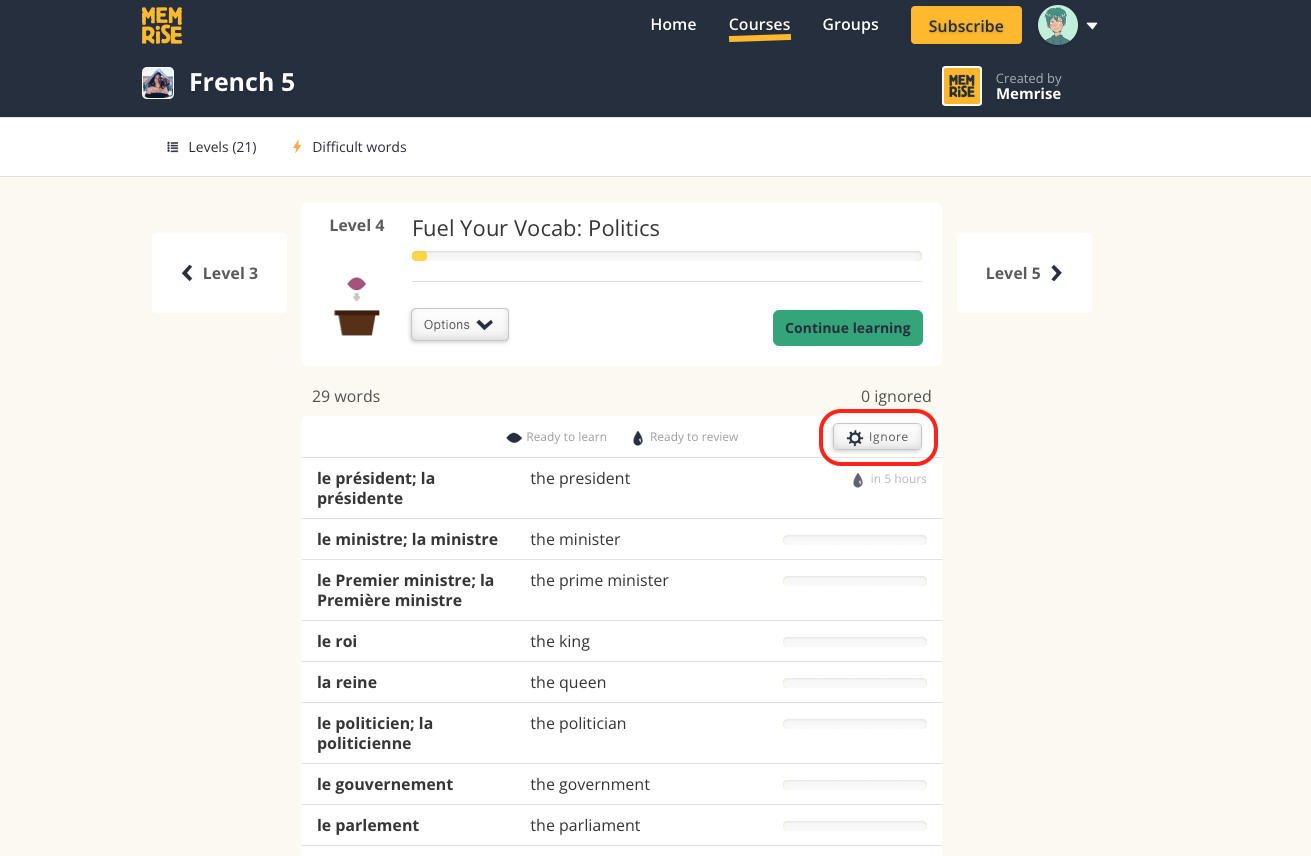 MEM
RiSE
Home
Courses
Groups
Subscribe
French 5
MEM
RiSE
Created by
Memrise
Levels (21)
Difficult words
Level 3
Level 4
Fuel Your Vocab: Politics
Options
Continue learning
Level 5
29 words
0 ignored
Ready to learn
Ready to review
Ignore
le président; la
présidente
the president
in 5 hours
le ministre; la ministre
the minister
le Premier ministre; la
Première ministre
the prime minister
le roi
the king
la reine
the queen
le politicien; la
politicienne
the politician
le gouvernement
the government
le parlement
the parliament